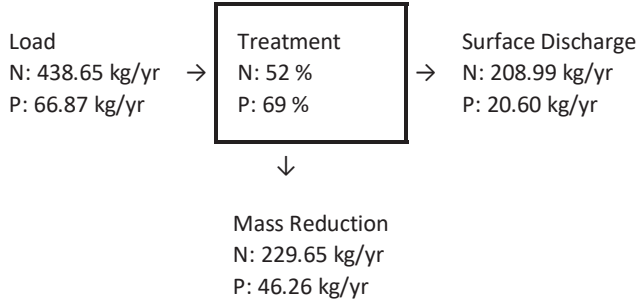 Load
N: 438.65 kg/yr
P: 66.87 kg/yr
→
Treatment
N: 52 %
P: 69 %
→
Surface Discharge
N: 208.99 kg/yr
P: 20.60 kg/yr
↓
Mass Reduction
N: 229.65 kg/yr
P: 46.26 kg/yr